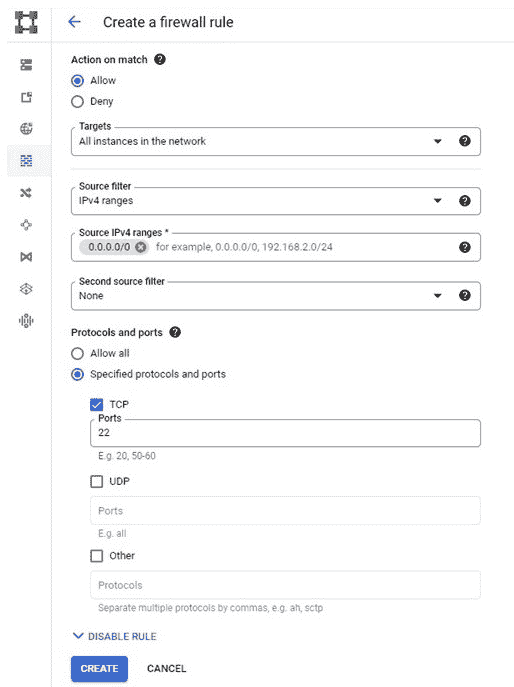 Create a firewall rule
Action on match
Allow
Deny
Targets
All instances in the network
Source filter
IPv4 ranges
Source IPv4 ranges *
0.0.0.0/0 for example, 0.0.0.0/0, 192.168.2.0/24
Second source filter
None
Protocols and ports
Allow all
Specified protocols and ports
TCP
Ports
22
E.g. 20, 50-60
UDP
Ports
E.g. all
Other
Protocols
Separate multiple protocols by commas, e.g. ah, sctp
DISABLE RULE
CREATE CANCEL